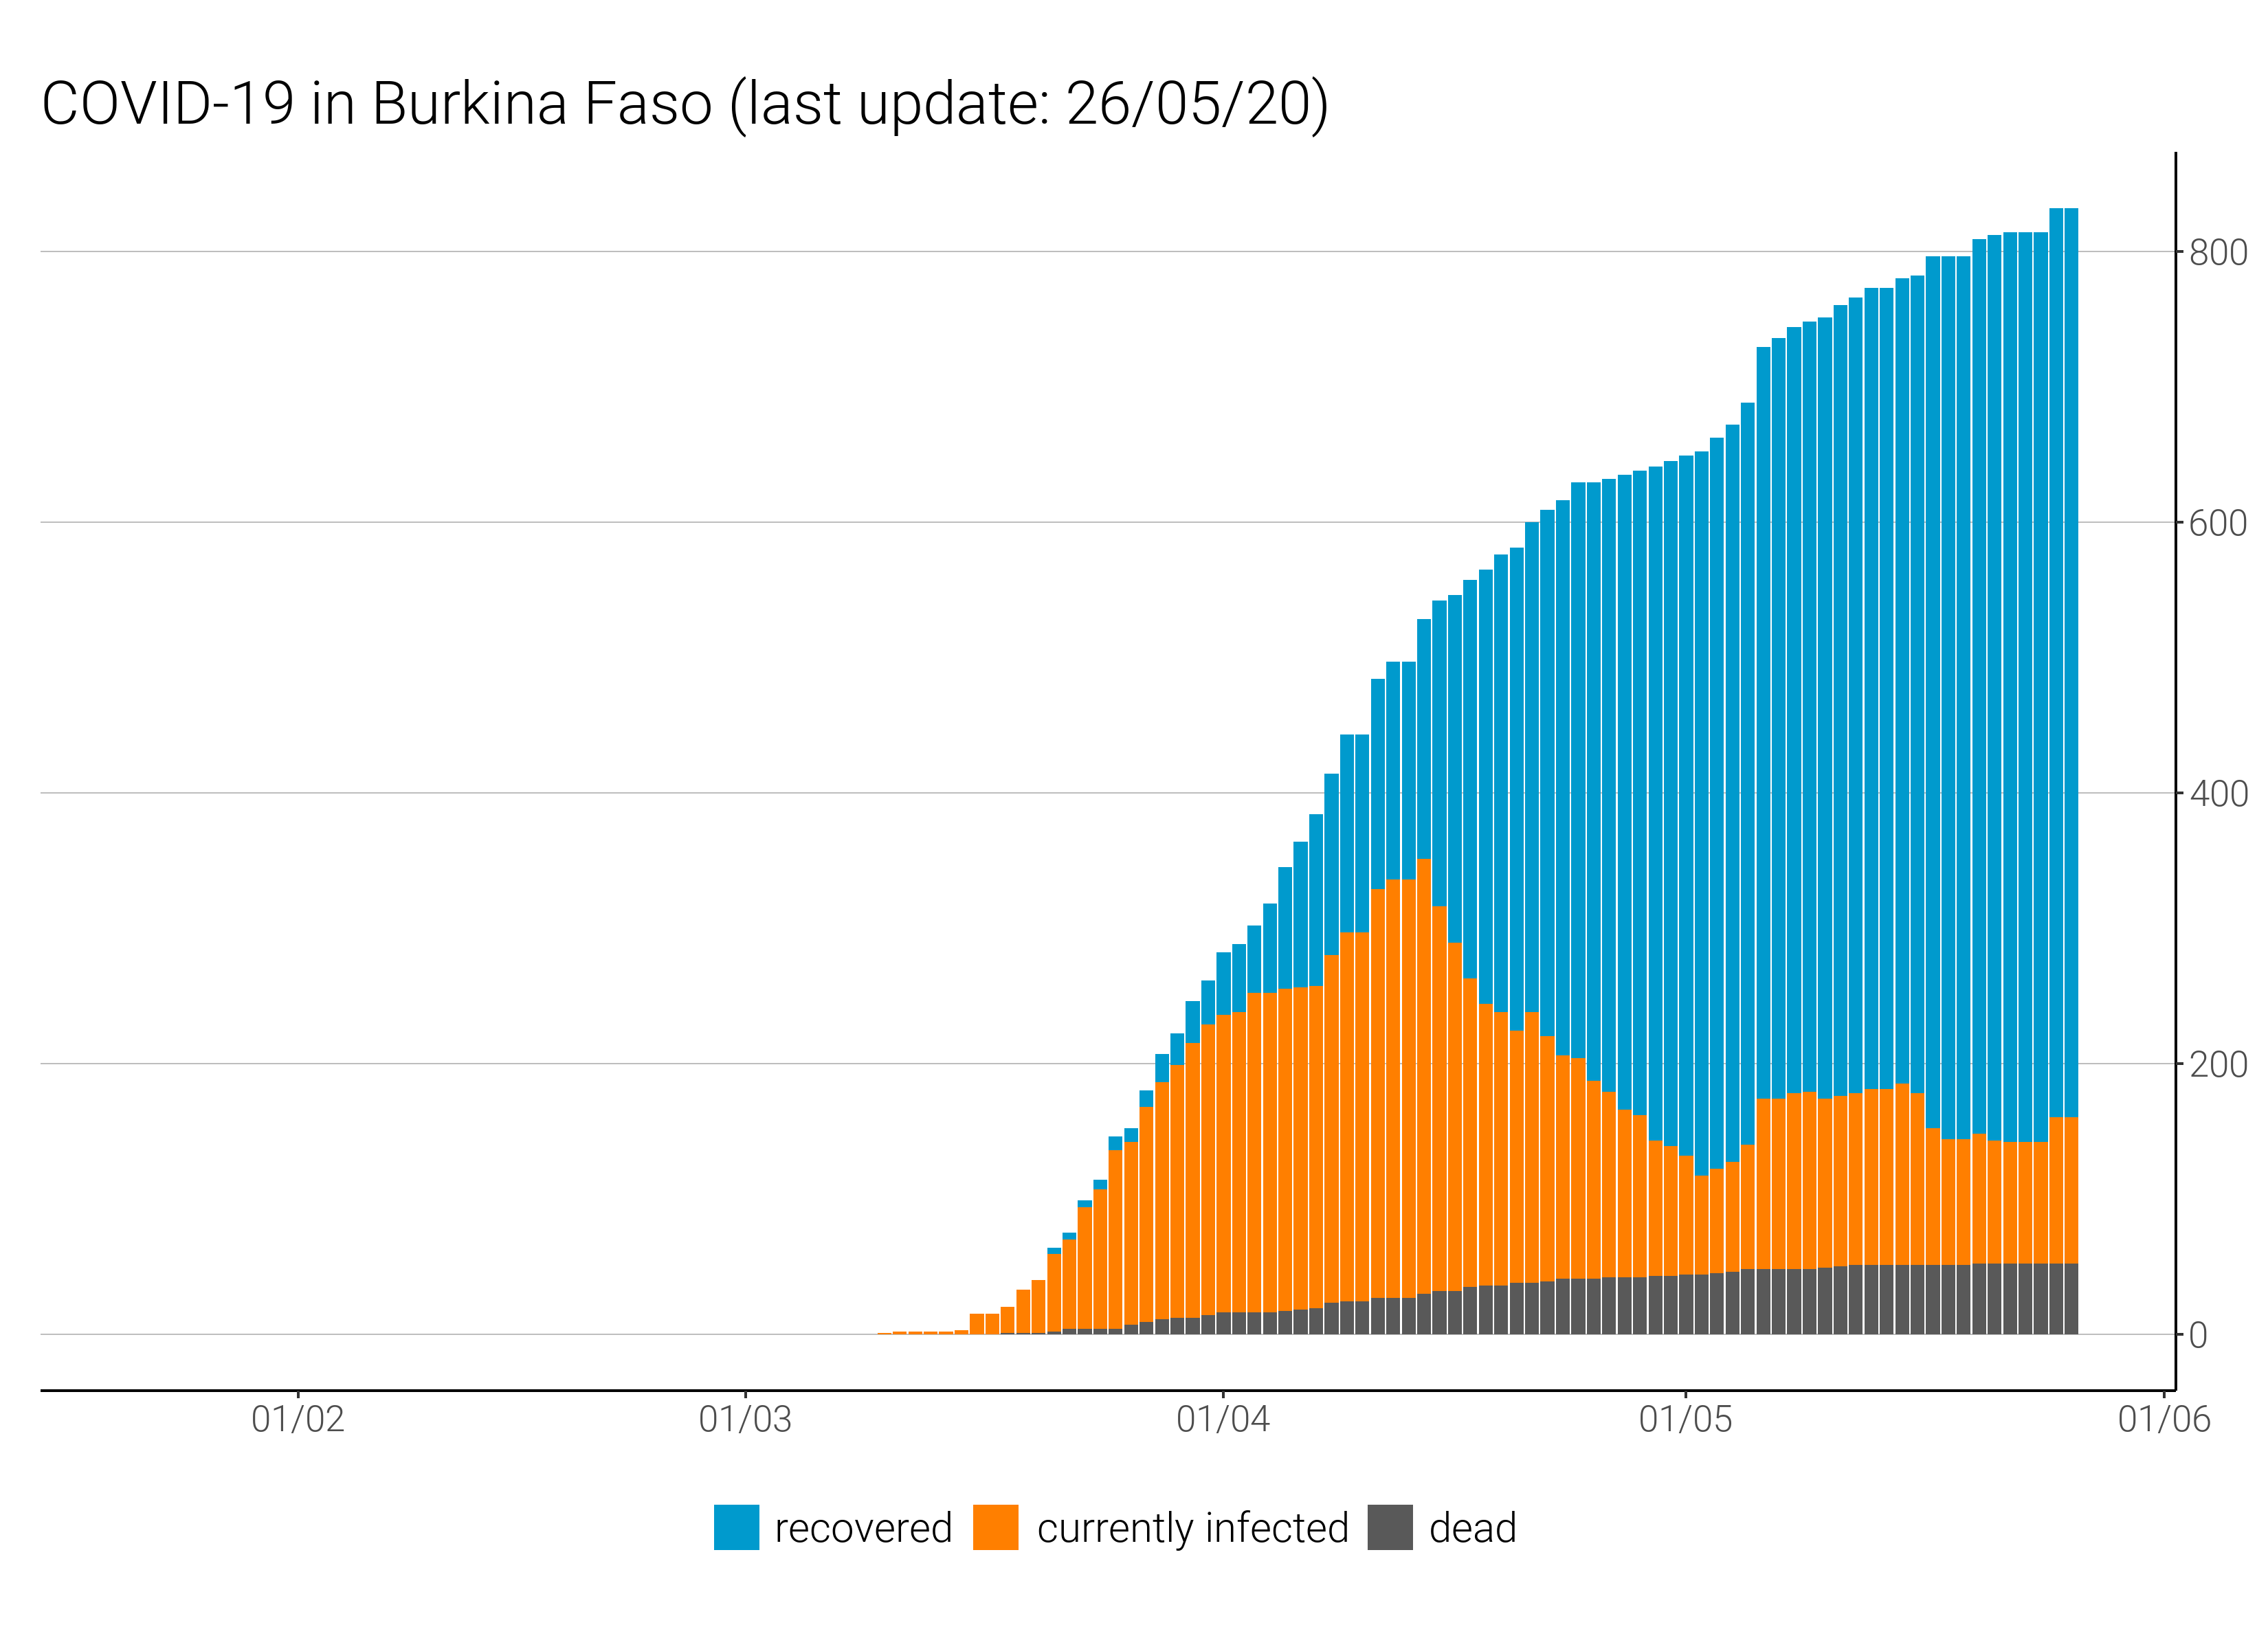 COVID-19 in Burkina Faso (last update: 26/05/20)
800
600
400
200
0
01/02 01/03 01/04 01/05 01/06
recovered currently infected dead